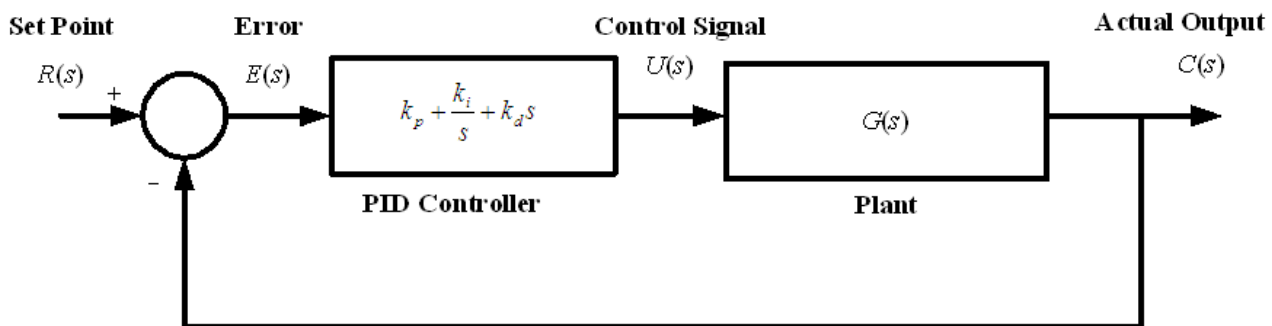 Set Point
Error
Control Signal
Actual Output
R(s)
+
E(s)
U(s)
C(s)
k_p + k_i/s + k_d s
G(s)
-
PID Controller
Plant